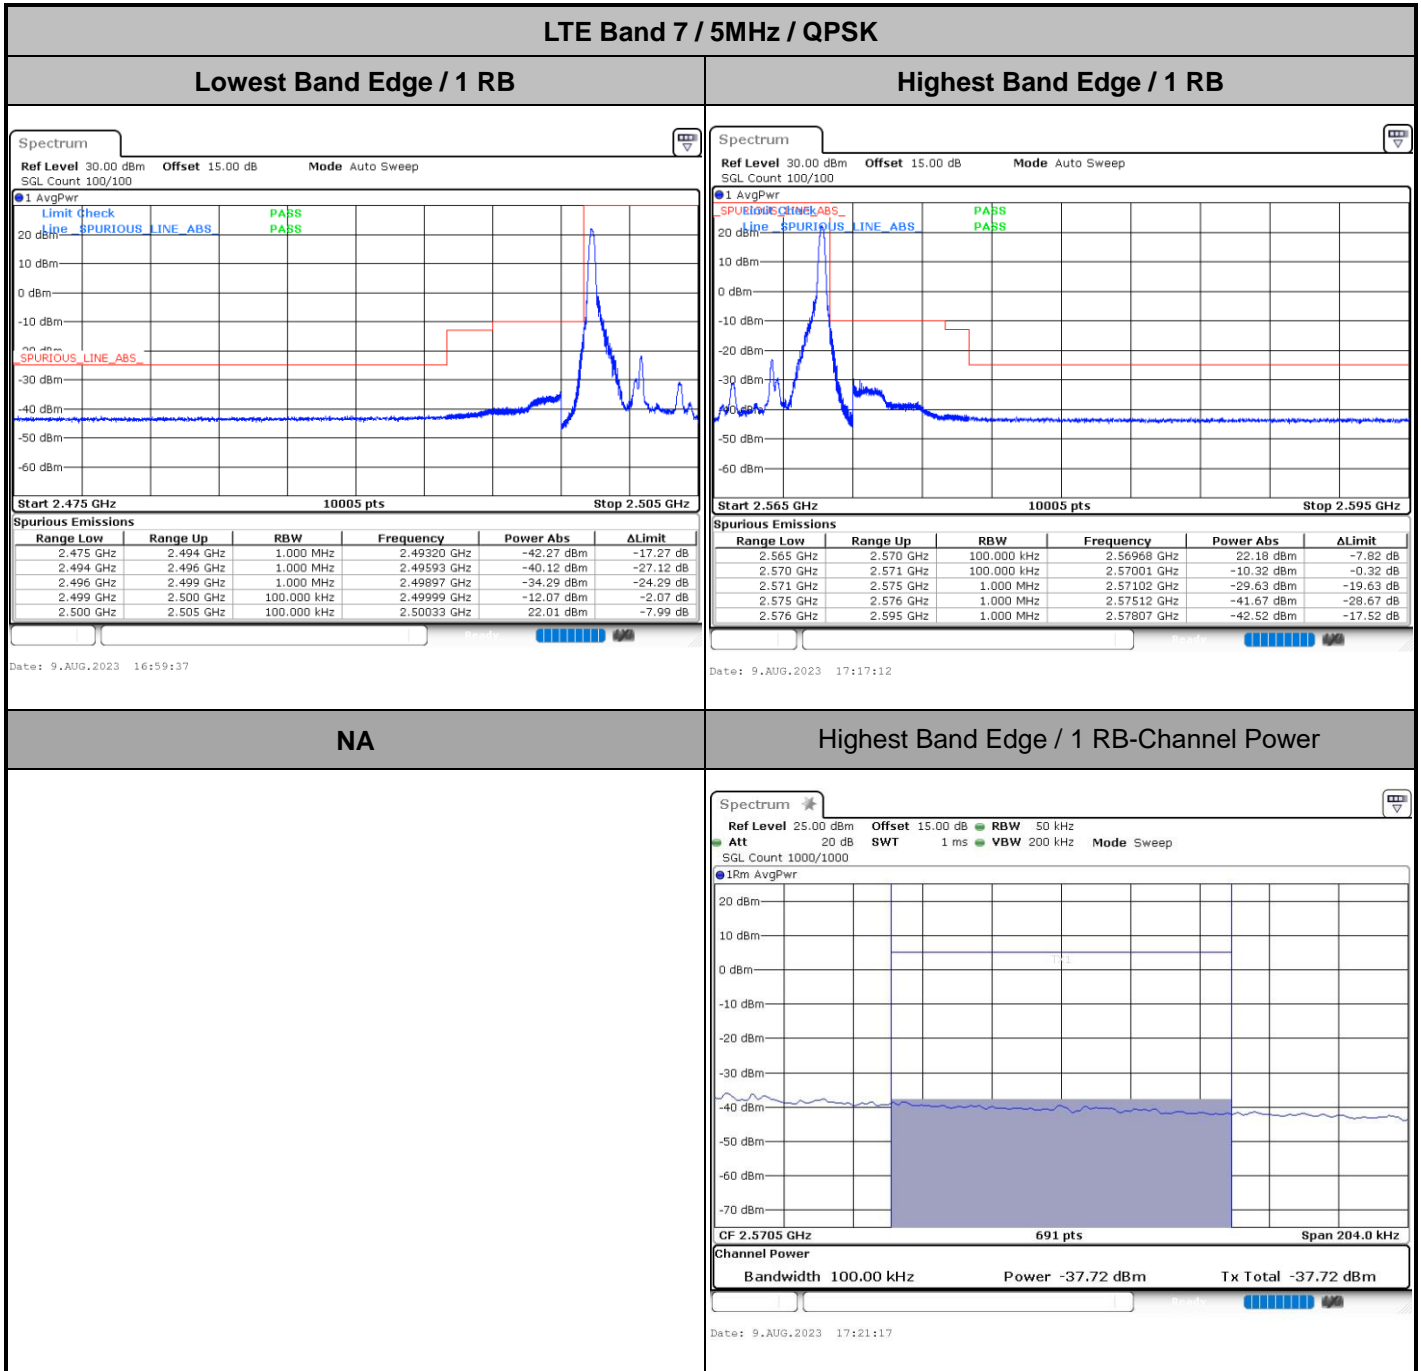 LTE Band 7 / 5MHz / QPSK
Lowest Band Edge / 1 RB
Highest Band Edge / 1 RB
Spectrum
Ref Level 30.00 dBm Offset 15.00 dB Mode Auto Sweep
SGL Count 100/100
1 AvgPwr
Limit Check PASS
Line _SPURIOUS_LINE_ABS_ PASS
20 dBm
10 dBm
0 dBm
-10 dBm
-20 dBm
_SPURIOUS_LINE_ABS_
-30 dBm
-40 dBm
-50 dBm
-60 dBm
Start 2.475 GHz 10005 pts Stop 2.505 GHz
Spurious Emissions
Range Low Range Up RBW Frequency Power Abs ΔLimit
2.475 GHz 2.494 GHz 1.000 MHz 2.49320 GHz -42.27 dBm -17.27 dB
2.494 GHz 2.496 GHz 1.000 MHz 2.49593 GHz -40.12 dBm -27.12 dB
2.496 GHz 2.499 GHz 1.000 MHz 2.49897 GHz -34.29 dBm -24.29 dB
2.499 GHz 2.500 GHz 100.000 kHz 2.49999 GHz -12.07 dBm -2.07 dB
2.500 GHz 2.505 GHz 100.000 kHz 2.50033 GHz 22.01 dBm -7.99 dB
Ready
Date: 9.AUG.2023 16:59:37
Spectrum
Ref Level 30.00 dBm Offset 15.00 dB Mode Auto Sweep
SGL Count 100/100
1 AvgPwr
_SPURIOUS_LINE_ABS_
Limit Check PASS
Line _SPURIOUS_LINE_ABS_ PASS
20 dBm
10 dBm
0 dBm
-10 dBm
-20 dBm
-30 dBm
-40 dBm
-50 dBm
-60 dBm
Start 2.565 GHz 10005 pts Stop 2.595 GHz
Spurious Emissions
Range Low Range Up RBW Frequency Power Abs ΔLimit
2.565 GHz 2.570 GHz 100.000 kHz 2.56968 GHz 22.18 dBm -7.82 dB
2.570 GHz 2.571 GHz 100.000 kHz 2.57001 GHz -10.32 dBm -0.32 dB
2.571 GHz 2.575 GHz 1.000 MHz 2.57102 GHz -29.63 dBm -19.63 dB
2.575 GHz 2.576 GHz 1.000 MHz 2.57512 GHz -41.67 dBm -28.67 dB
2.576 GHz 2.595 GHz 1.000 MHz 2.57807 GHz -42.52 dBm -17.52 dB
Ready
Date: 9.AUG.2023 17:17:12
NA
Highest Band Edge / 1 RB-Channel Power
Spectrum
Ref Level 25.00 dBm Offset 15.00 dB RBW 50 kHz
Att 20 dB SWT 1 ms VBW 200 kHz Mode Sweep
SGL Count 1000/1000
1Rm AvgPwr
20 dBm
10 dBm
TX1
0 dBm
-10 dBm
-20 dBm
-30 dBm
-40 dBm
-50 dBm
-60 dBm
-70 dBm
CF 2.5705 GHz 691 pts Span 204.0 kHz
Channel Power
Bandwidth 100.00 kHz Power -37.72 dBm Tx Total -37.72 dBm
Ready
Date: 9.AUG.2023 17:21:17